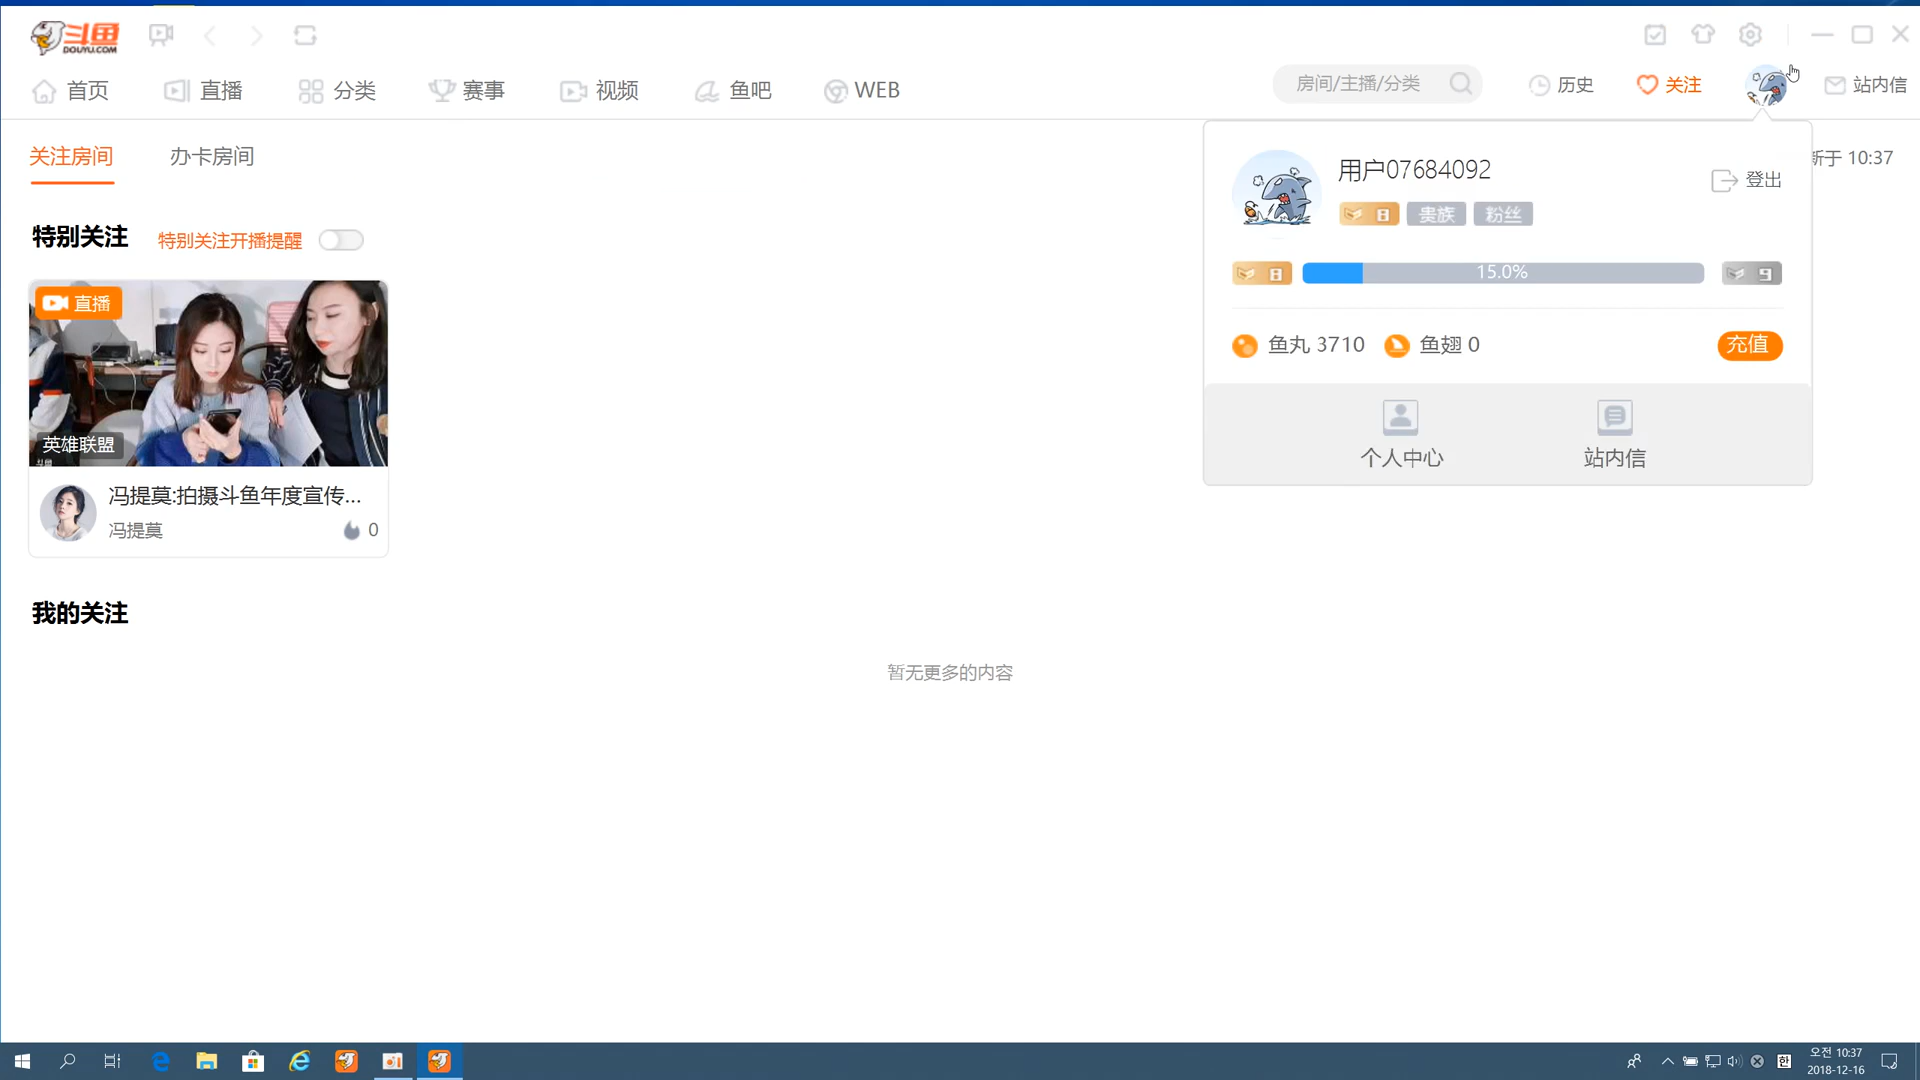 斗鱼
DOUYU.COM
首页
直播
分类
赛事
视频
鱼吧
WEB
房间/主播/分类
历史
关注
站内信
关注房间
办卡房间
新于 10:37
特别关注
特别关注开播提醒
直播
英雄联盟
冯提莫:拍摄斗鱼年度宣传...
冯提莫
0
用户07684092
登出
8
贵族
粉丝
8
15.0%
9
鱼丸 3710
鱼翅 0
充值
个人中心
站内信
我的关注
暂无更多的内容
한
오전 10:37
2018-12-16